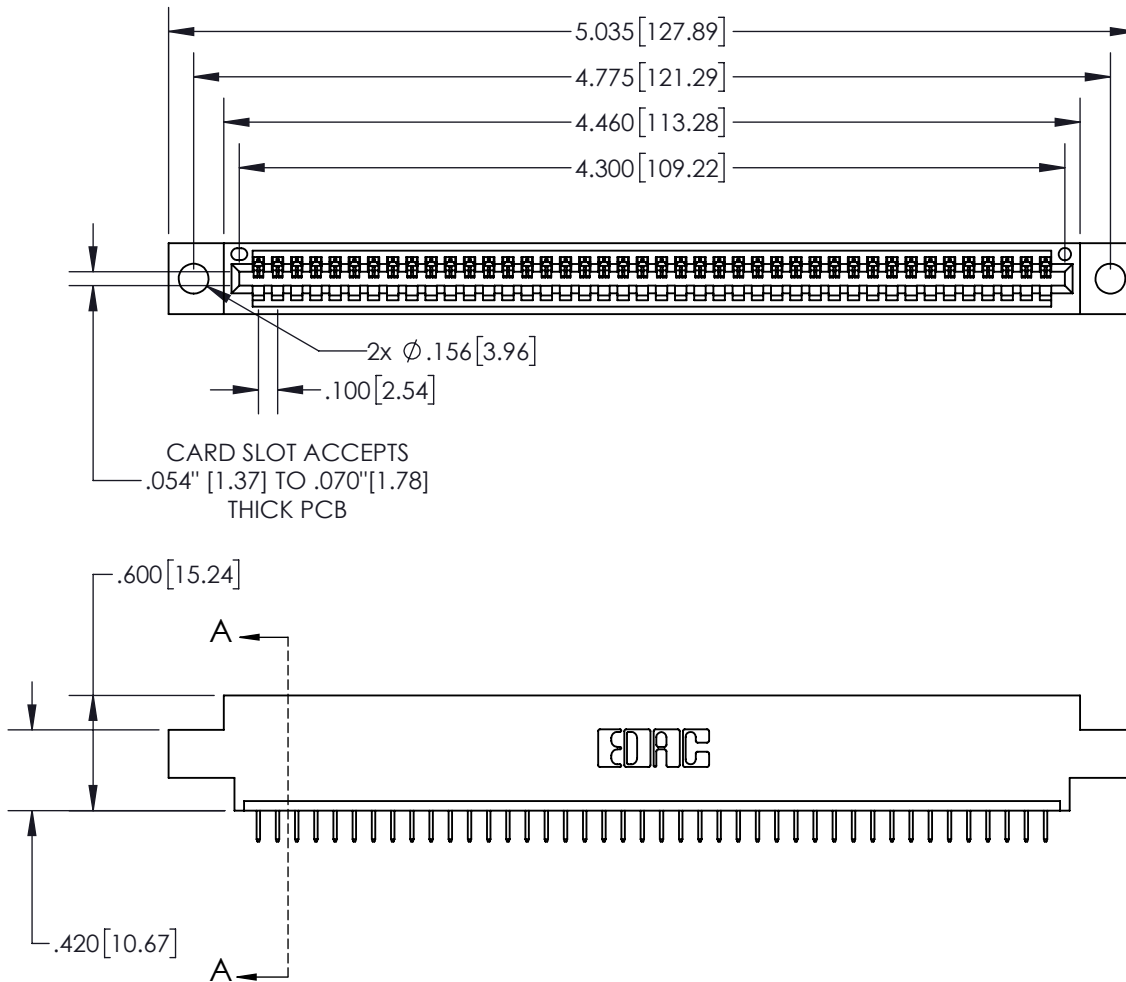 5.035[127.89]
4.775[121.29]
4.460[113.28]
4.300[109.22]
2x Ø.156[3.96]
.100[2.54]
CARD SLOT ACCEPTS
.054" [1.37] TO .070"[1.78]
THICK PCB
.600[15.24]
A
EDAC
.420[10.67]
A